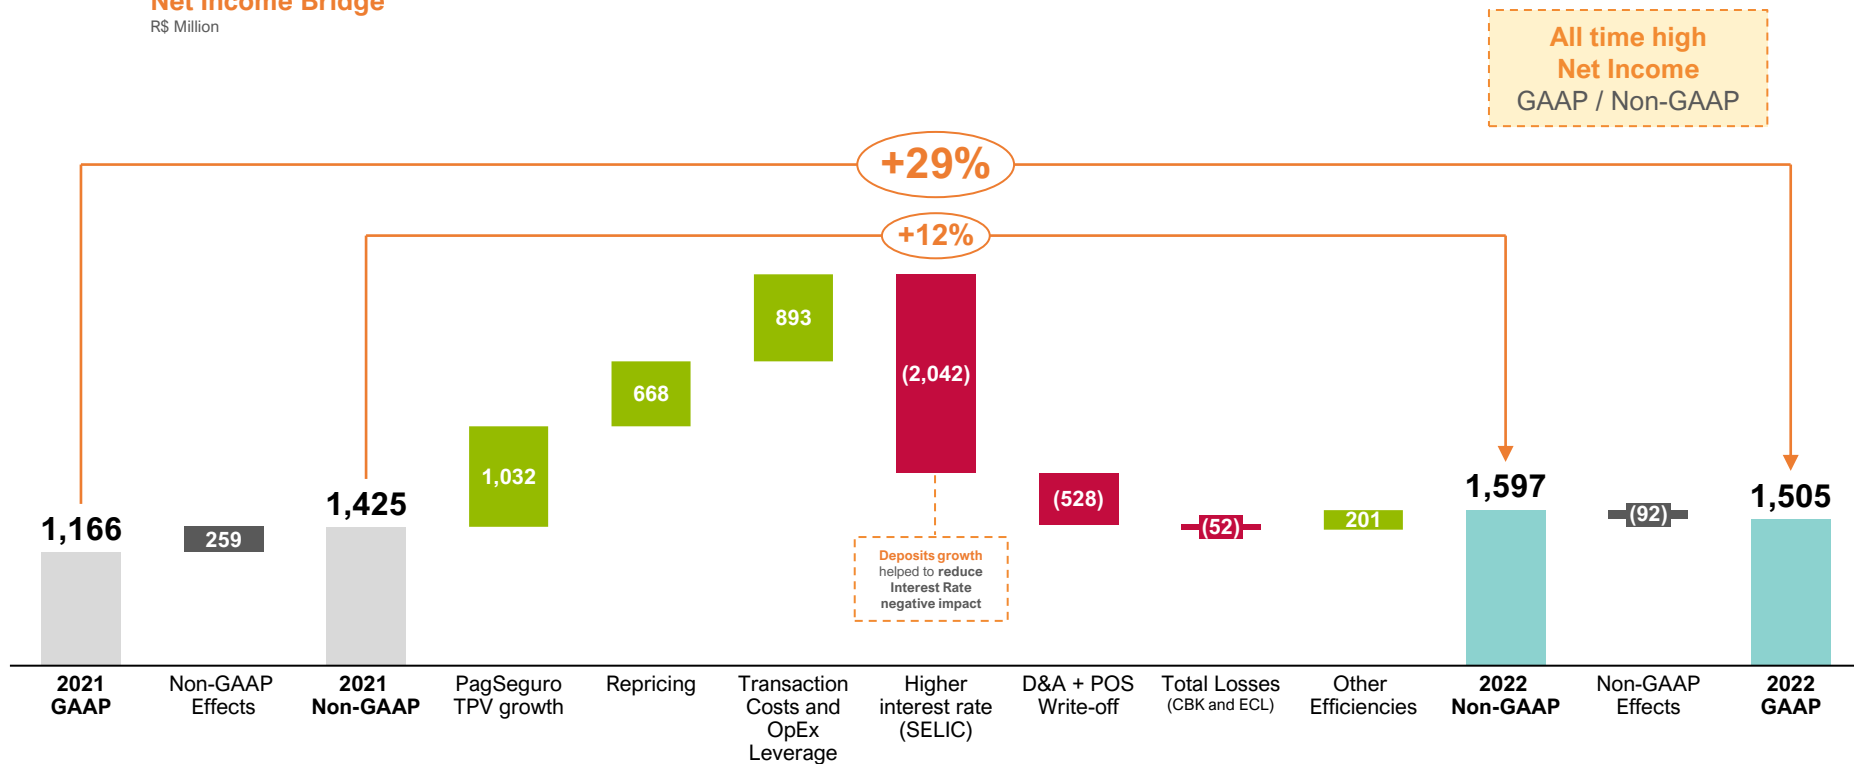 Net Income Bridge
R$ Million
All time high
Net Income
GAAP / Non-GAAP
+29%
+12%
1,166
259
1,425
1,032
668
893
(2,042)
(528)
(52)
201
1,597
(92)
1,505
Deposits growth
helped to reduce
Interest Rate
negative impact
2021
GAAP
Non-GAAP
Effects
2021
Non-GAAP
PagSeguro
TPV growth
Repricing
Transaction
Costs and
OpEx
Leverage
Higher
interest rate
(SELIC)
D&A + POS
Write-off
Total Losses
(CBK and ECL)
Other
Efficiencies
2022
Non-GAAP
Non-GAAP
Effects
2022
GAAP